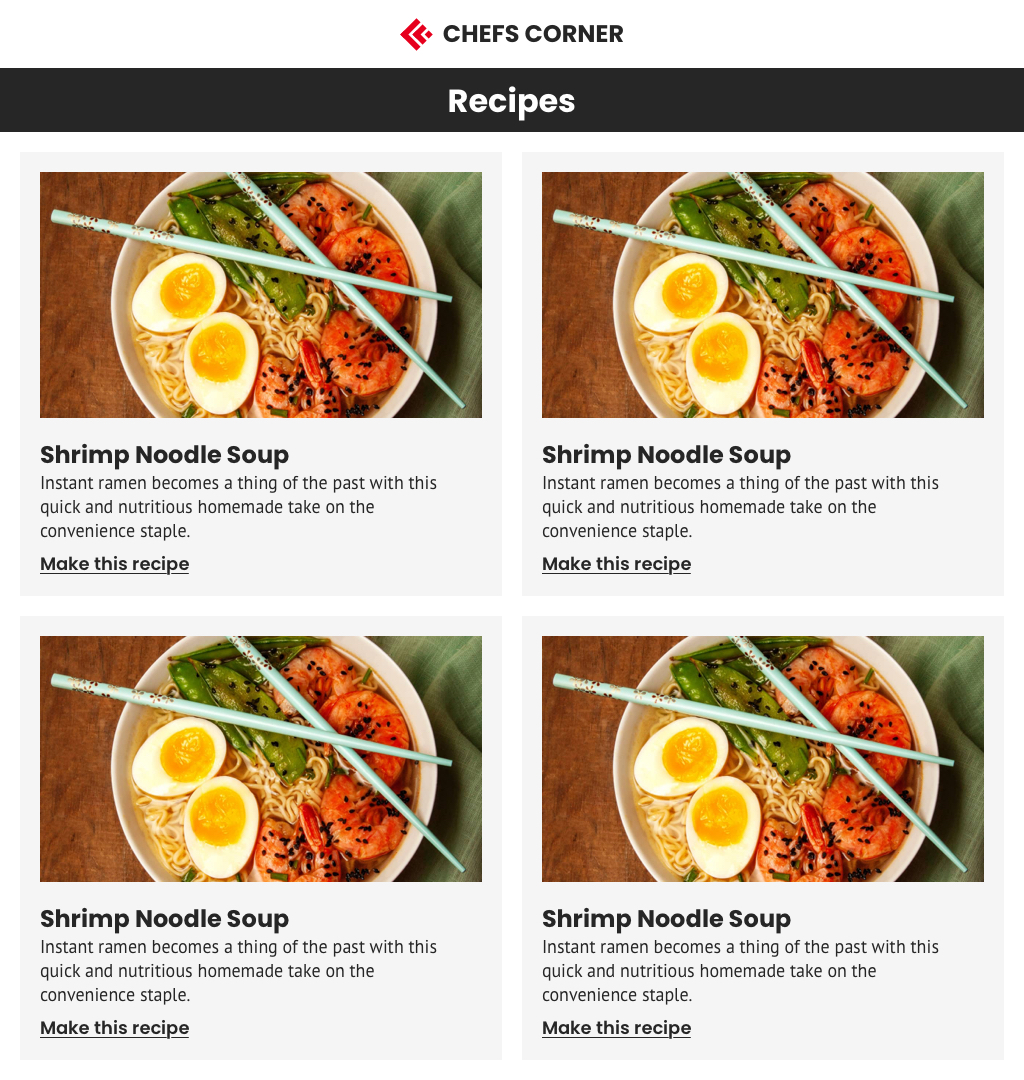 CHEFS CORNER
Recipes
Shrimp Noodle Soup
Instant ramen becomes a thing of the past with this
quick and nutritious homemade take on the
convenience staple.
Make this recipe
Shrimp Noodle Soup
Instant ramen becomes a thing of the past with this
quick and nutritious homemade take on the
convenience staple.
Make this recipe
Shrimp Noodle Soup
Instant ramen becomes a thing of the past with this
quick and nutritious homemade take on the
convenience staple.
Make this recipe
Shrimp Noodle Soup
Instant ramen becomes a thing of the past with this
quick and nutritious homemade take on the
convenience staple.
Make this recipe